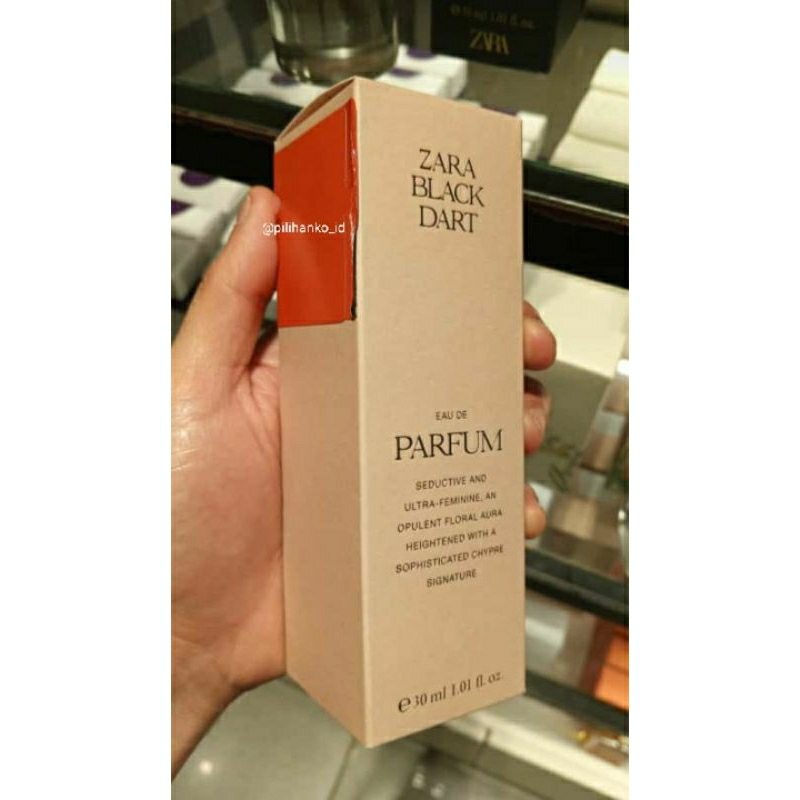 ZARA
@pilihanko_id
ZARA
BLACK
DART
EAU DE
PARFUM
SEDUCTIVE AND
ULTRA-FEMININE, AN
OPULENT FLORAL AURA
HEIGHTENED WITH A
SOPHISTICATED CHYPRE
SIGNATURE
℮ 30 ml 1.01 fl. oz.